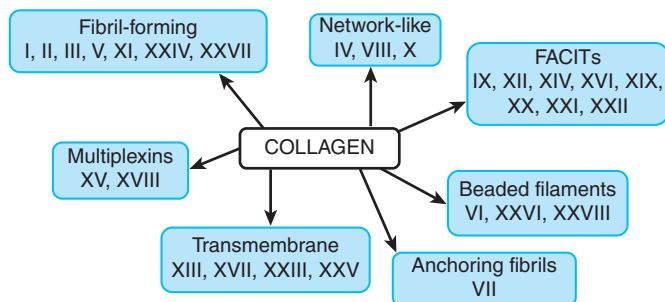 Fibril-forming
I, II, III, V, XI, XXIV, XXVII
Network-like
IV, VIII, X
FACITs
IX, XII, XIV, XVI, XIX,
XX, XXI, XXII
COLLAGEN
Multiplexins
XV, XVIII
Beaded filaments
VI, XXVI, XXVIII
Transmembrane
XIII, XVII, XXIII, XXV
Anchoring fibrils
VII